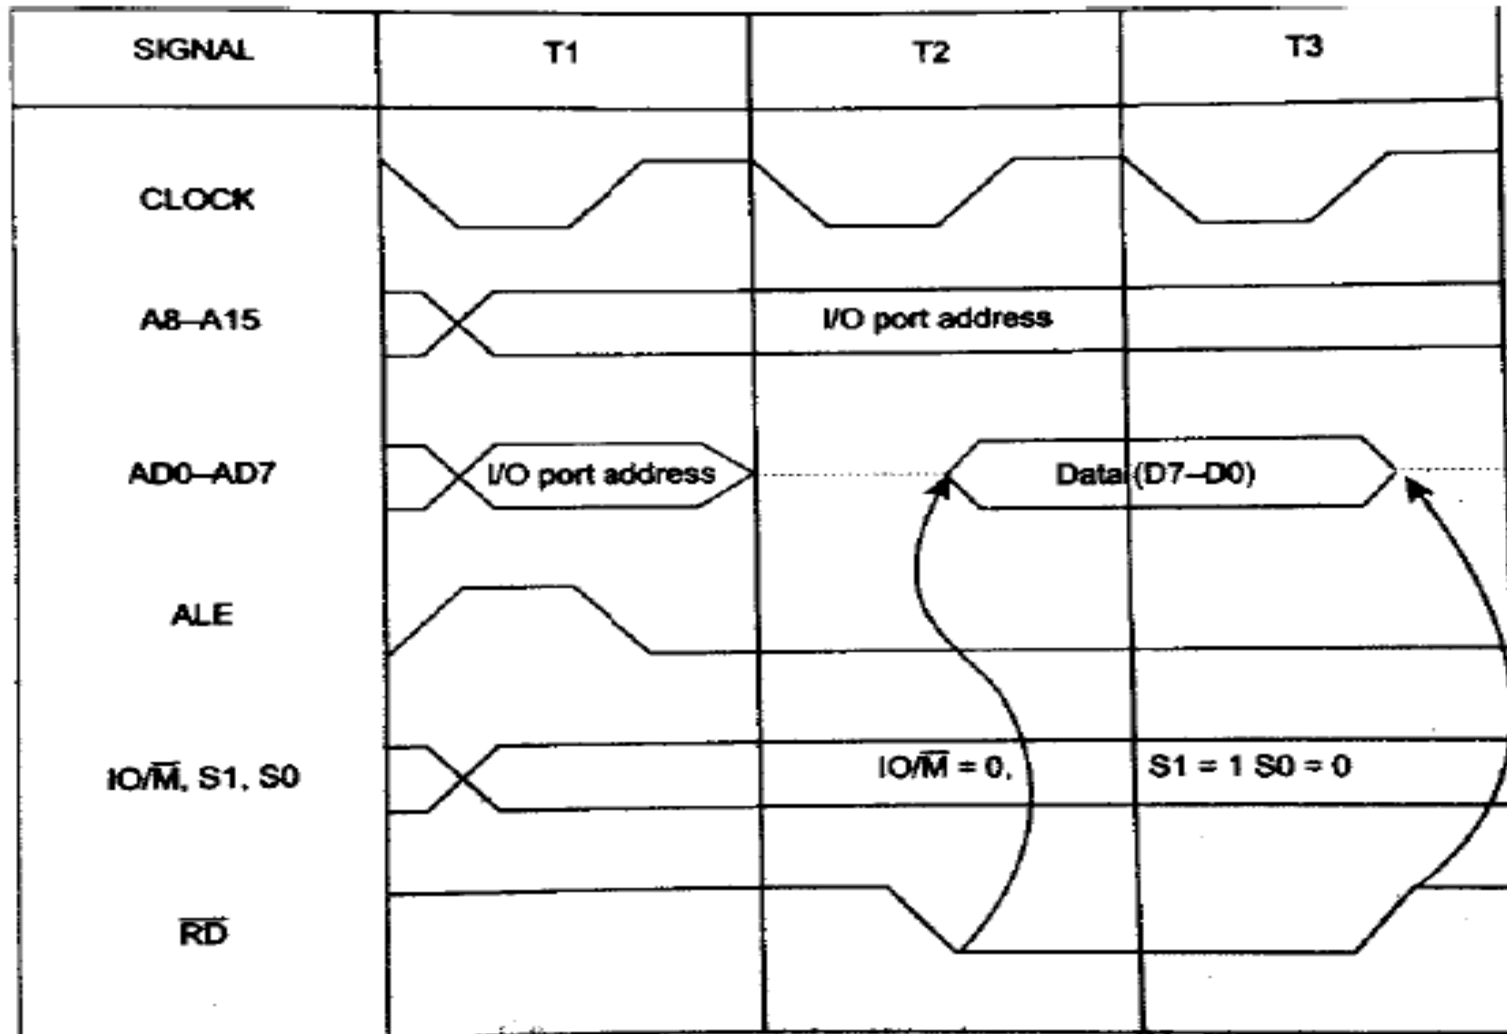 SIGNAL T1 T2 T3
CLOCK
A8–A15 I/O port address
AD0–AD7 I/O port address Data (D7–D0)
ALE
IO/M̅, S1, S0 IO/M̅ = 0, S1 = 1 S0 = 0
R̅D̅